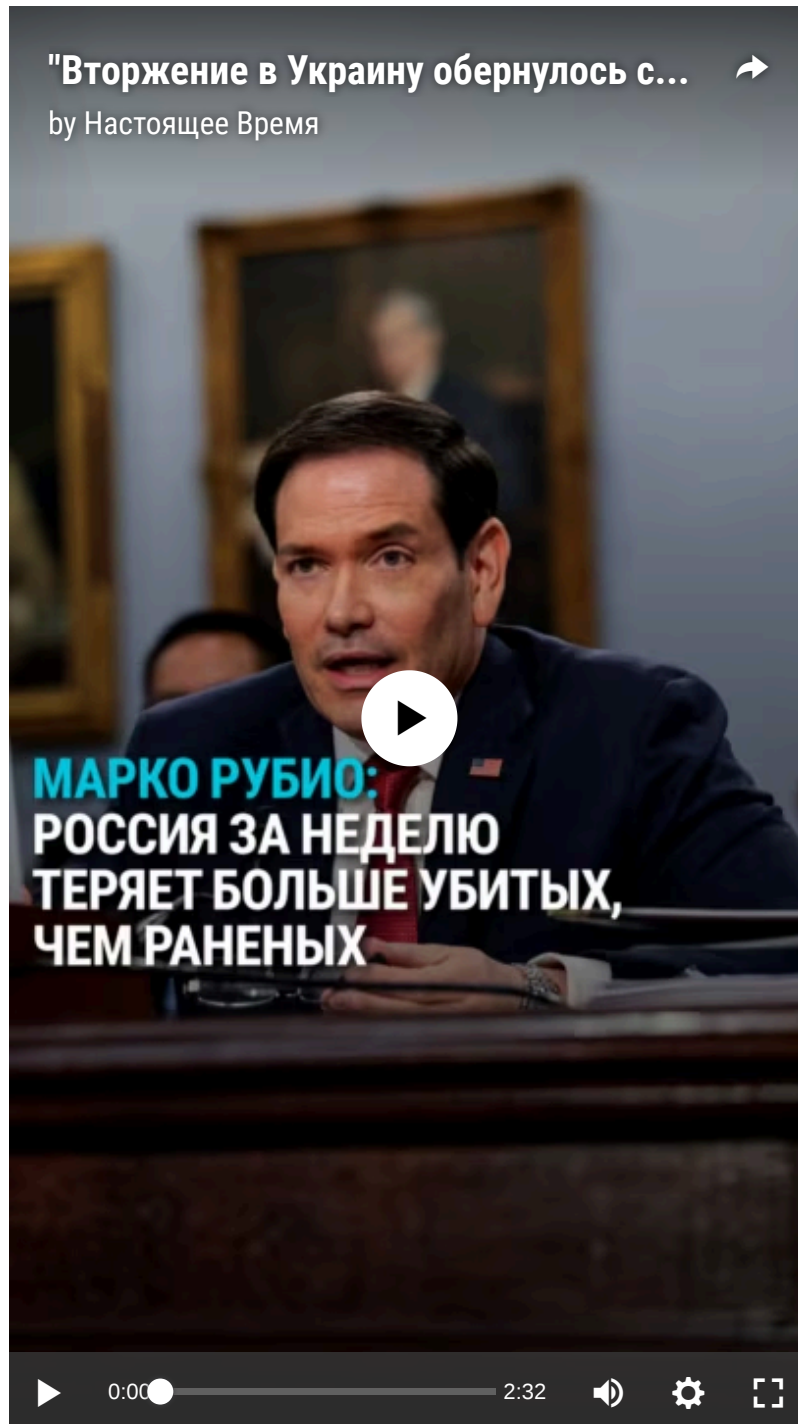 "Вторжение в Украину обернулось с...
by Настоящее Время
МАРКО РУБИО:
РОССИЯ ЗА НЕДЕЛЮ
ТЕРЯЕТ БОЛЬШЕ УБИТЫХ,
ЧЕМ РАНЕНЫХ
0:00
2:32